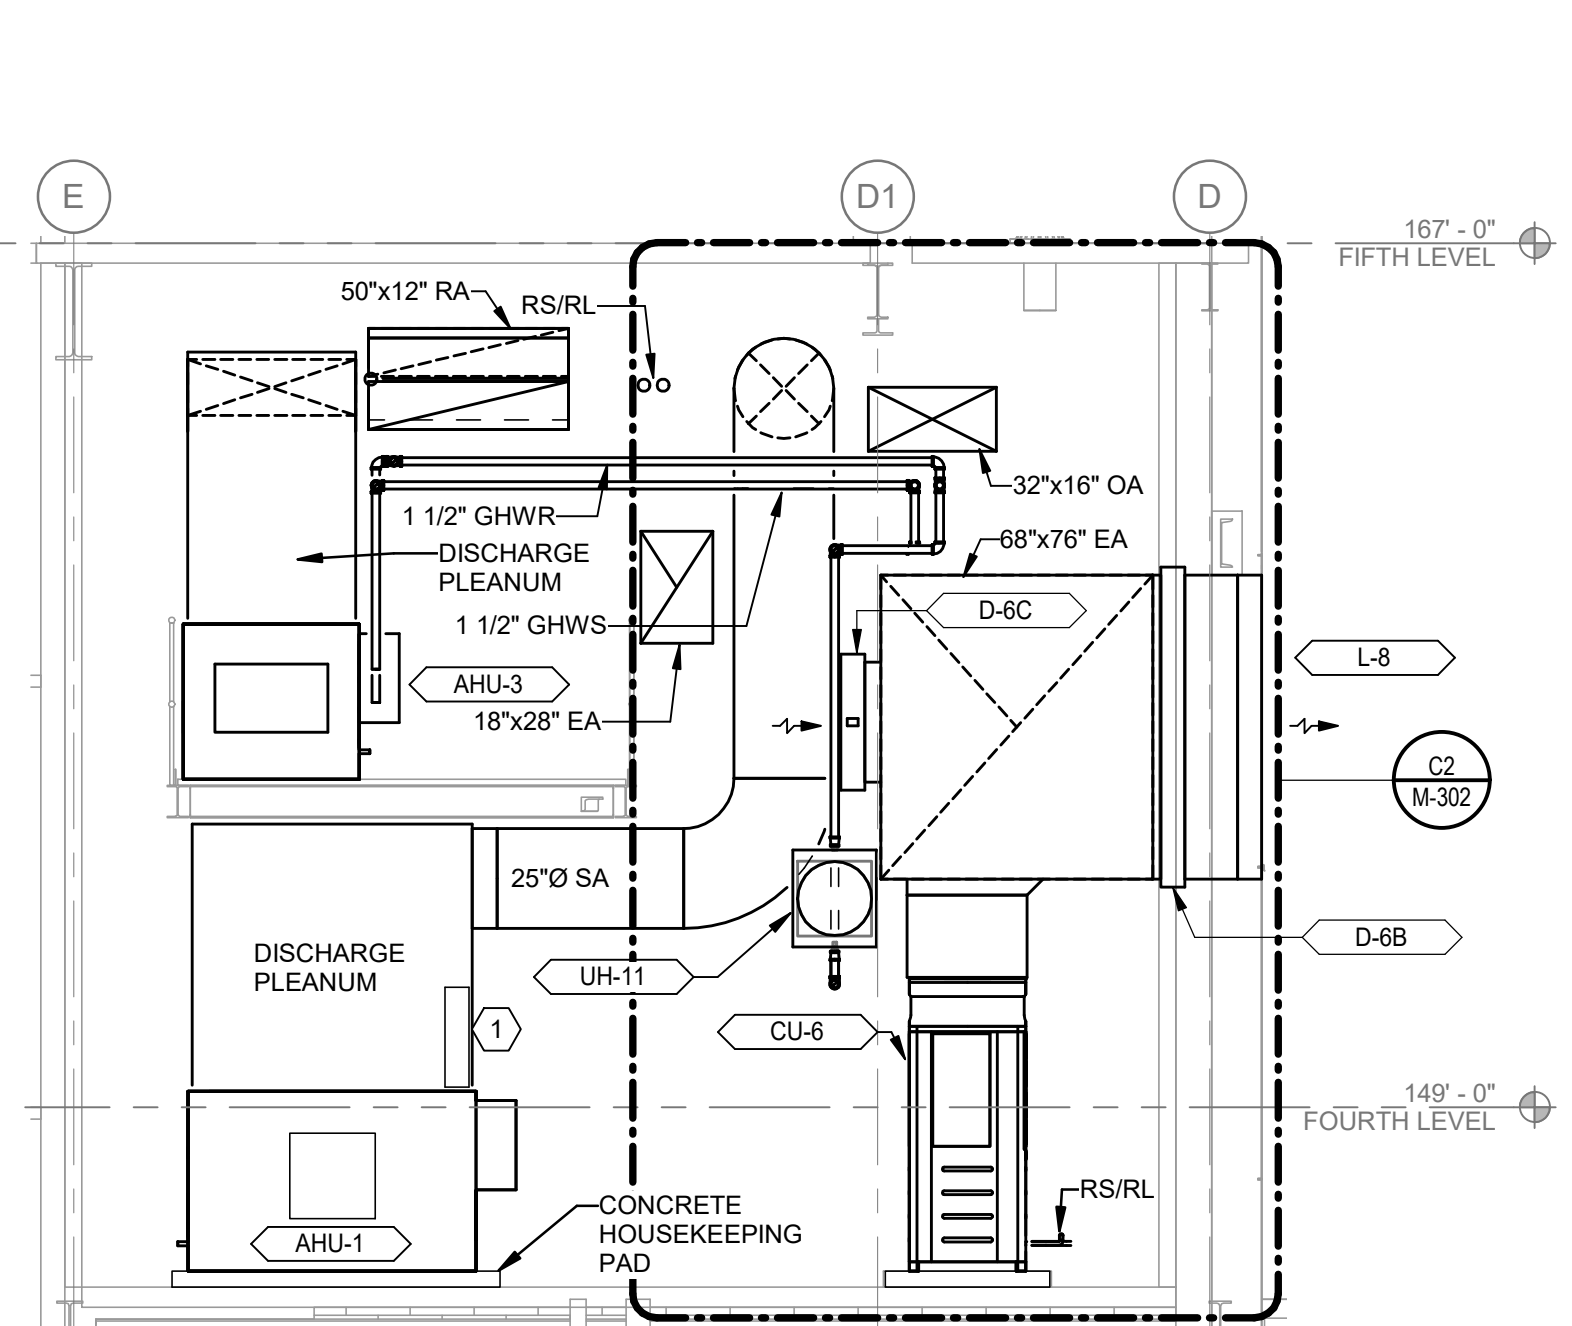 E
D1
D
167' - 0"
FIFTH LEVEL
50"x12" RA
RS/RL
32"x16" OA
1 1/2" GHWR
68"x76" EA
DISCHARGE
PLEANUM
D-6C
1 1/2" GHWS
L-8
AHU-3
18"x28" EA
C2
M-302
25"Ø SA
D-6B
DISCHARGE
PLEANUM
UH-11
1
CU-6
149' - 0"
FOURTH LEVEL
RS/RL
CONCRETE
HOUSEKEEPING
PAD
AHU-1